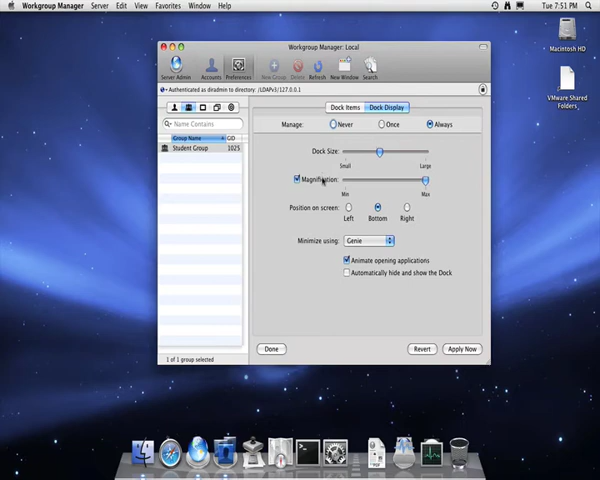 Workgroup Manager File Server Edit View Favorites Window Help
Tue 7:51 PM
Macintosh HD
VMware Shared
Folders
Workgroup Manager: Local
Server Admin Accounts Preferences New Group Delete Refresh New Window Search
Authenticated as diradmin to directory: /LDAPv3/127.0.0.1
Dock Items Dock Display
Name Contains
Manage: Never Once Always
Group Name GID
Student Group 1025
Dock Size:
Small Large
Magnification:
Min Max
Position on screen:
Left Bottom Right
Minimize using: Genie
Animate opening applications
Automatically hide and show the Dock
Done Revert Apply Now
1 of 1 group selected